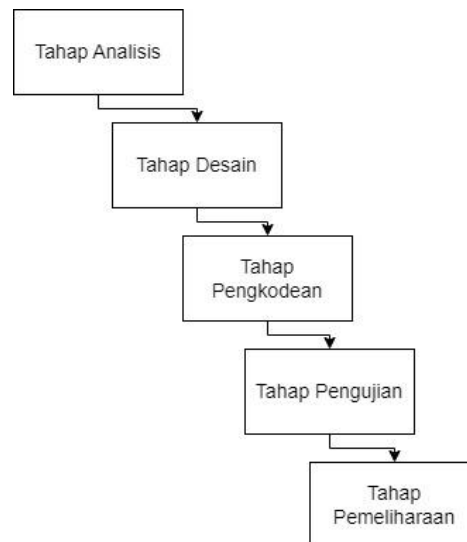 Tahap Analisis
Tahap Desain
Tahap
Pengkodean
Tahap Pengujian
Tahap
Pemeliharaan